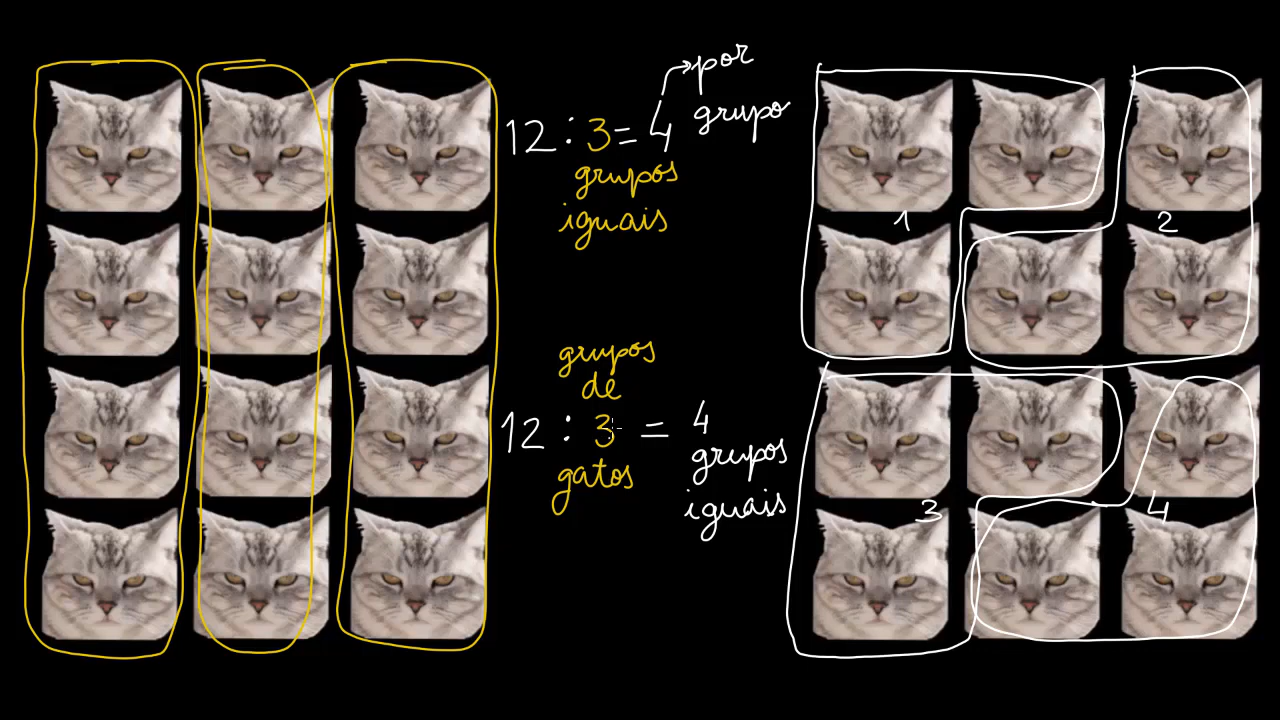 12 : 3 = 4 → por
grupo
grupos
iguais
grupos
de
12 : 3 = 4
gatos
grupos
iguais
1
2
3
4